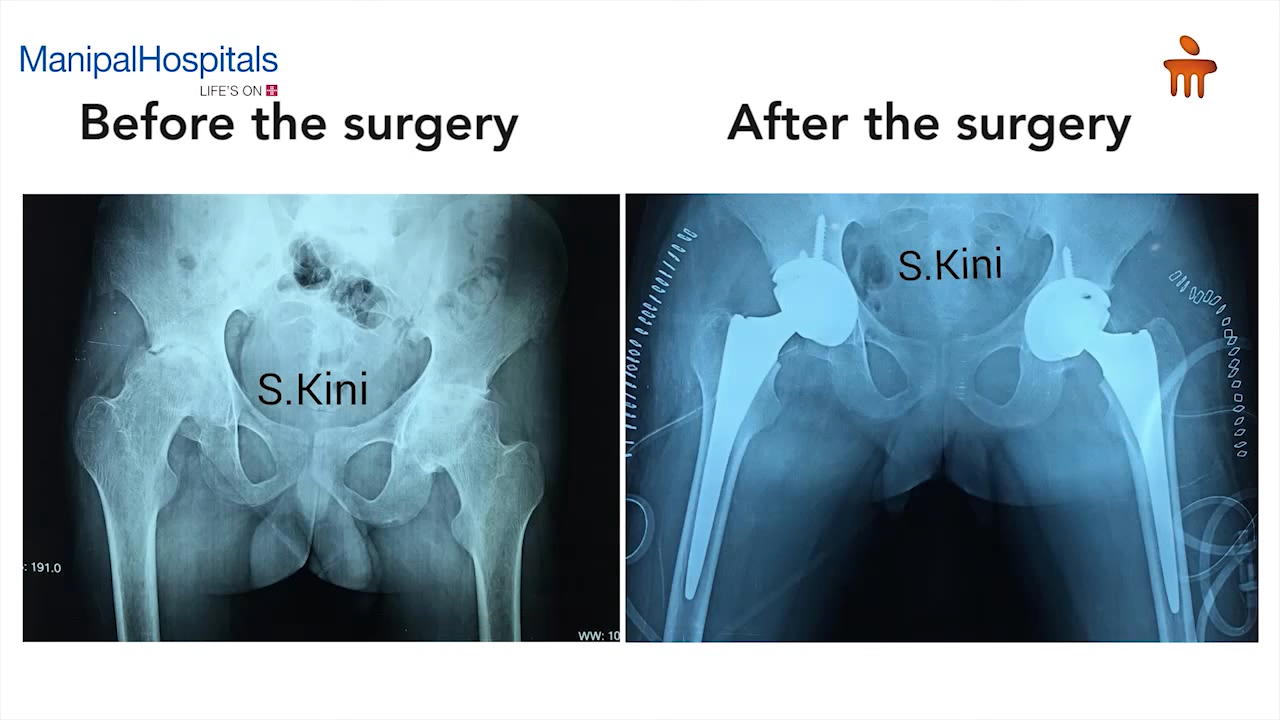 ManipalHospitals
LIFE'S ON
Before the surgery
After the surgery
S.Kini
S.Kini
: 191.0
WW: 10